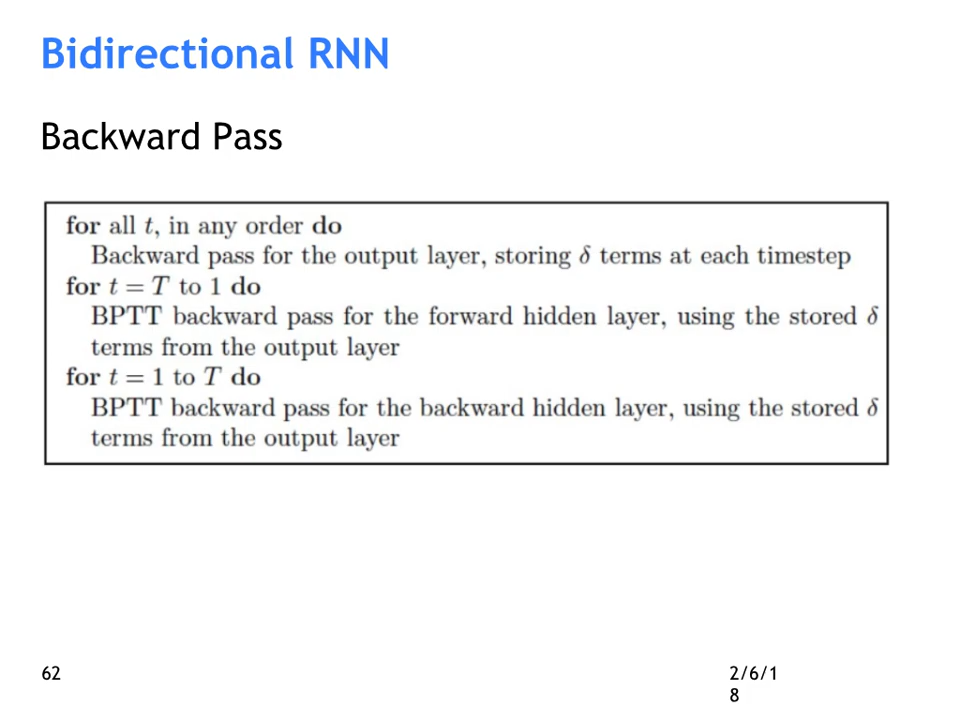 Bidirectional RNN
Backward Pass
for all t, in any order do
Backward pass for the output layer, storing δ terms at each timestep
for t = T to 1 do
BPTT backward pass for the forward hidden layer, using the stored δ
terms from the output layer
for t = 1 to T do
BPTT backward pass for the backward hidden layer, using the stored δ
terms from the output layer
62
2/6/1
8